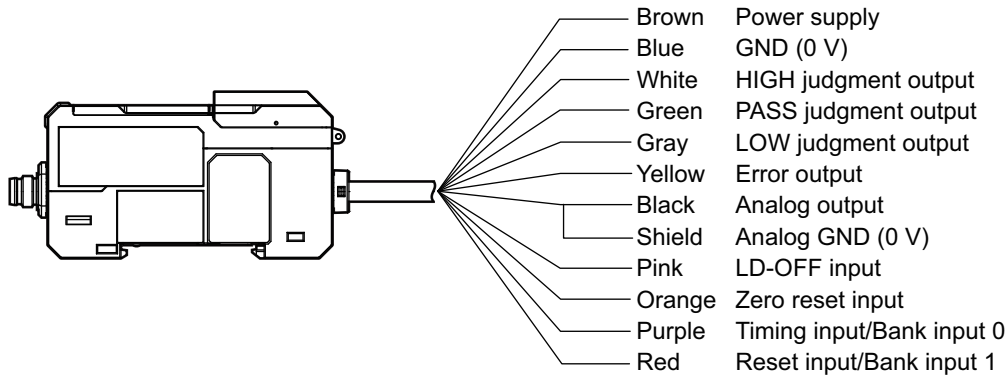 Brown Power supply
Blue GND (0 V)
White HIGH judgment output
Green PASS judgment output
Gray LOW judgment output
Yellow Error output
Black Analog output
Shield Analog GND (0 V)
Pink LD-OFF input
Orange Zero reset input
Purple Timing input/Bank input 0
Red Reset input/Bank input 1